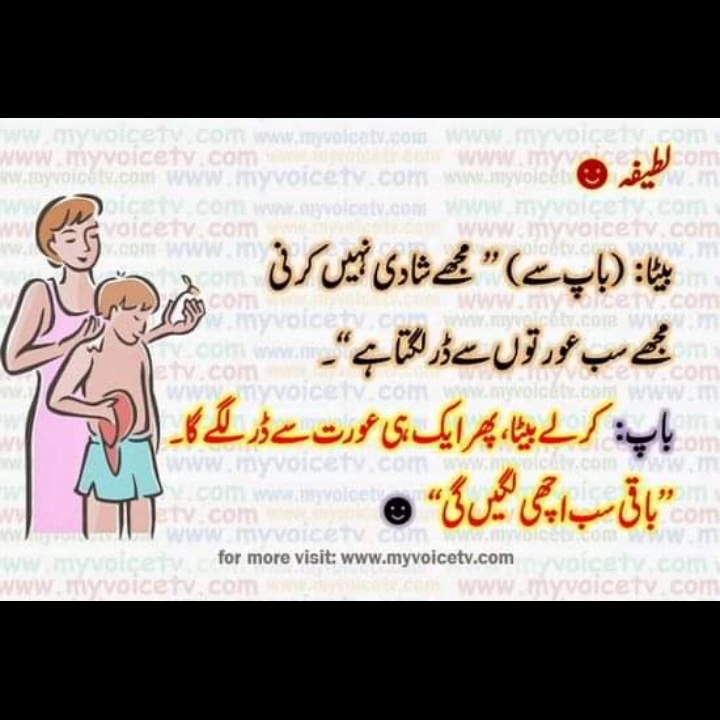 لطیفہ ☻
بیٹا: (باپ سے) ” مجھے شادی نہیں کرنی
مجھے سب عورتوں سے ڈر لگتا ہے “۔
باپ: کرلے بیٹا، پھر ایک ہی عورت سے ڈر لگے گا۔
”باقی سب اچھی لگیں گی“ ☻
for more visit: www.myvoicetv.com